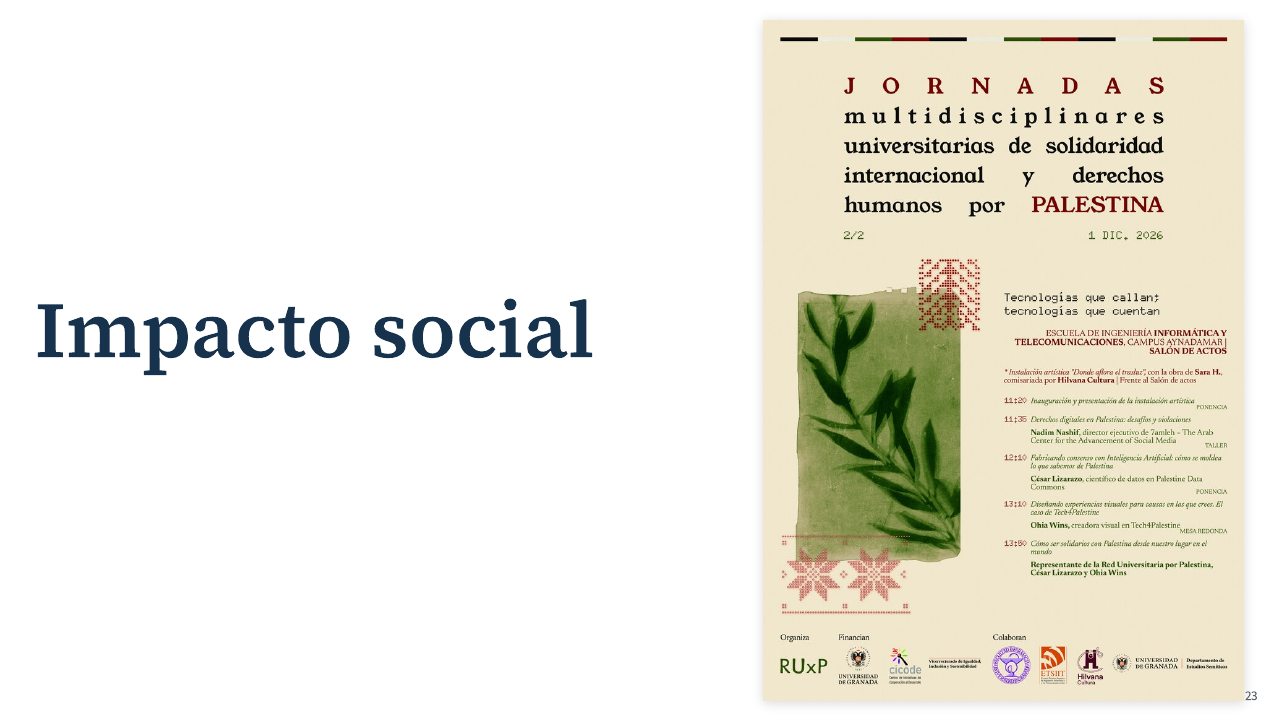 Impacto social
JORNADAS
multidisciplinares
universitarias de solidaridad
internacional y derechos
humanos por PALESTINA
2/2
1 DIC. 2026
Tecnologías que callan;
tecnologías que cuentan
ESCUELA DE INGENIERÍA INFORMÁTICA Y
TELECOMUNICACIONES, CAMPUS AYNADAMAR |
SALÓN DE ACTOS
* Instalación artística "Donde aflora el trasluz", con la obra de Sara H.,
comisariada por Hilvana Cultura | Frente al Salón de actos
11:20 Inauguración y presentación de la instalación artística
PONENCIA
11:35 Derechos digitales en Palestina: desafíos y violaciones
Nadim Nashif, director ejecutivo de 7amleh – The Arab
Center for the Advancement of Social Media
TALLER
12:10 Fabricando consenso con Inteligencia Artificial: cómo se moldea
lo que sabemos de Palestina
César Lizarazo, científico de datos en Palestine Data
Commons
PONENCIA
13:10 Diseñando experiencias visuales para causas en las que crees. El
caso de Tech4Palestine
Ohia Wins, creadora visual en Tech4Palestine
MESA REDONDA
13:50 Cómo ser solidarios con Palestina desde nuestro lugar en el
mundo
Representante de la Red Universitaria por Palestina,
César Lizarazo y Ohia Wins
Organiza
Financian
Colaboran
RUxP
UNIVERSIDAD
DE GRANADA
cicode
Vicerrectorado de Igualdad,
Inclusión y Sostenibilidad
ETSIIT
Hilvana
Cultura
UNIVERSIDAD
DE GRANADA
Departamento de
Estudios Semíticos
23